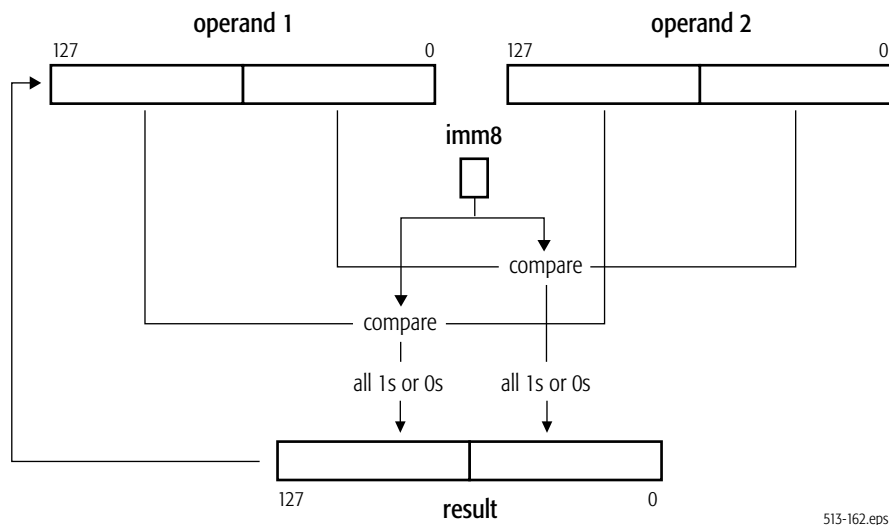 operand 1
operand 2
127 0
127 0
imm8
compare
compare
all 1s or 0s all 1s or 0s
127 0
result
513-162.eps